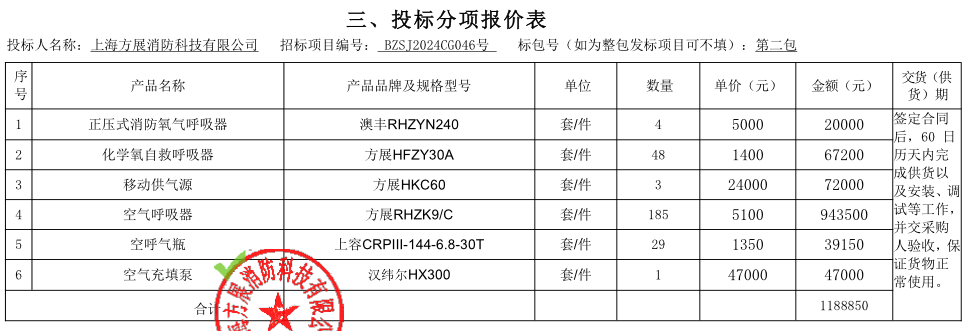 三、投标分项报价表
投标人名称：上海方展消防科技有限公司 招标项目编号：BZSJ2024CG046号 标包号（如为整包发标项目可不填）：第二包
序号 产品名称 产品品牌及规格型号 单位 数量 单价（元） 金额（元） 交货（供货）期
1 正压式消防氧气呼吸器 澳丰RHZYN240 套/件 4 5000 20000
2 化学氧自救呼吸器 方展HFZY30A 套/件 48 1400 67200
3 移动供气源 方展HKC60 套/件 3 24000 72000
4 空气呼吸器 方展RHZK9/C 套/件 185 5100 943500
5 空呼气瓶 上容CRPIII-144-6.8-30T 套/件 29 1350 39150
6 空气充填泵 汉纬尔HX300 套/件 1 47000 47000
签定合同
后，60 日
历天内完
成供货以
及安装、调
试等工作，
并交采购
人验收，保
证货物正
常使用。
合计 1188850
方展消防科技有限公